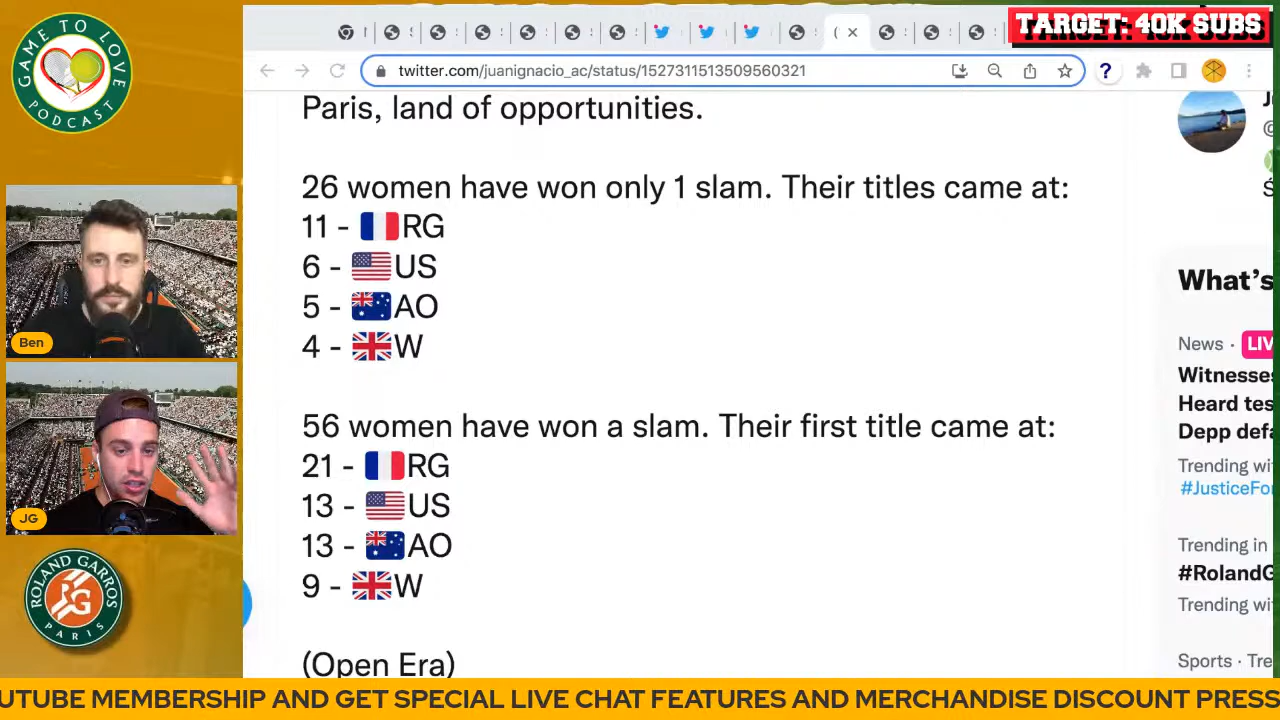 GAME TO LOVE
PODCAST
TARGET: 40K SUBS
twitter.com/juanignacio_ac/status/1527311513509560321
?
Paris, land of opportunities.
26 women have won only 1 slam. Their titles came at:
11 - 🇫🇷RG
6 - 🇺🇸US
5 - 🇦🇺AO
4 - 🇬🇧W
56 women have won a slam. Their first title came at:
21 - 🇫🇷RG
13 - 🇺🇸US
13 - 🇦🇺AO
9 - 🇬🇧W
(Open Era)
What's
News · LIV
Witnesses
Heard tes
Depp defa
Trending wi
#JusticeFo
Trending in
#RolandG
Trending wi
Sports · Tre
Ben
JG
ROLAND GARROS
RG
PARIS
UTUBE MEMBERSHIP AND GET SPECIAL LIVE CHAT FEATURES AND MERCHANDISE DISCOUNT PRESS